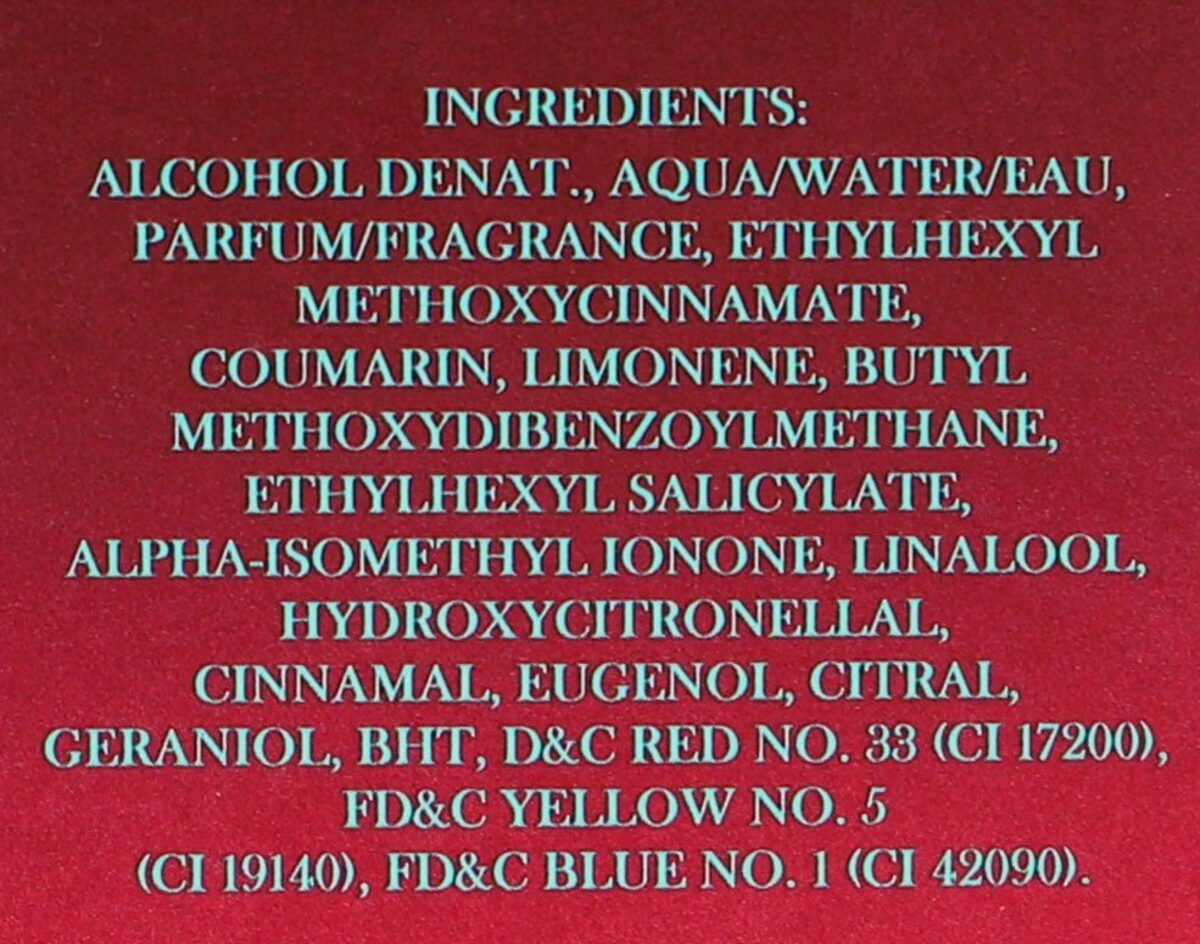 INGREDIENTS:
ALCOHOL DENAT., AQUA/WATER/EAU,
PARFUM/FRAGRANCE, ETHYLHEXYL
METHOXYCINNAMATE,
COUMARIN, LIMONENE, BUTYL
METHOXYDIBENZOYLMETHANE,
ETHYLHEXYL SALICYLATE,
ALPHA-ISOMETHYL IONONE, LINALOOL,
HYDROXYCITRONELLAL,
CINNAMAL, EUGENOL, CITRAL,
GERANIOL, BHT, D&C RED NO. 33 (CI 17200),
FD&C YELLOW NO. 5
(CI 19140), FD&C BLUE NO. 1 (CI 42090).